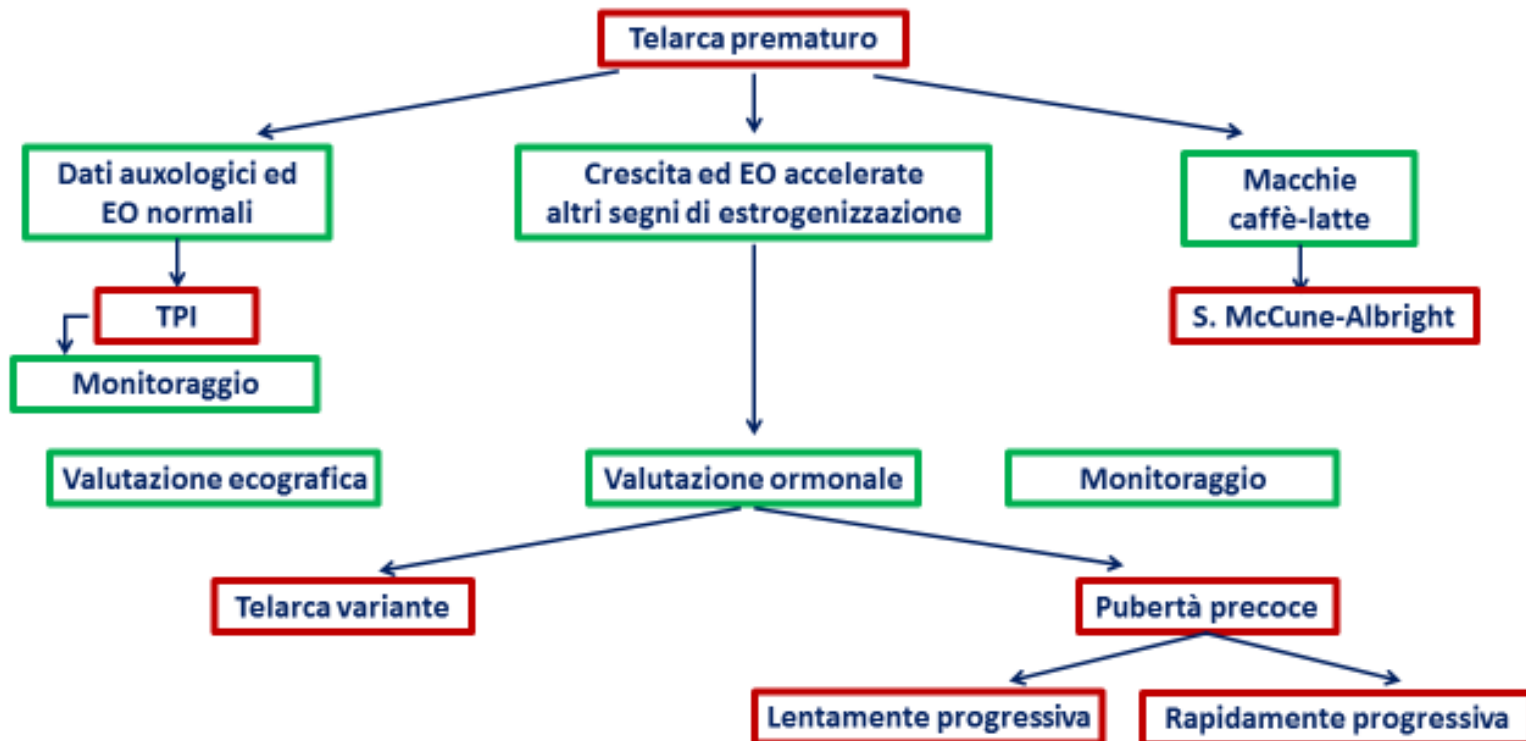 Telarca prematuro
Dati auxologici ed
EO normali
Crescita ed EO accelerate
altri segni di estrogenizzazione
Macchie
caffè-latte
TPI
S. McCune-Albright
Monitoraggio
Valutazione ecografica
Valutazione ormonale
Monitoraggio
Telarca variante
Pubertà precoce
Lentamente progressiva
Rapidamente progressiva